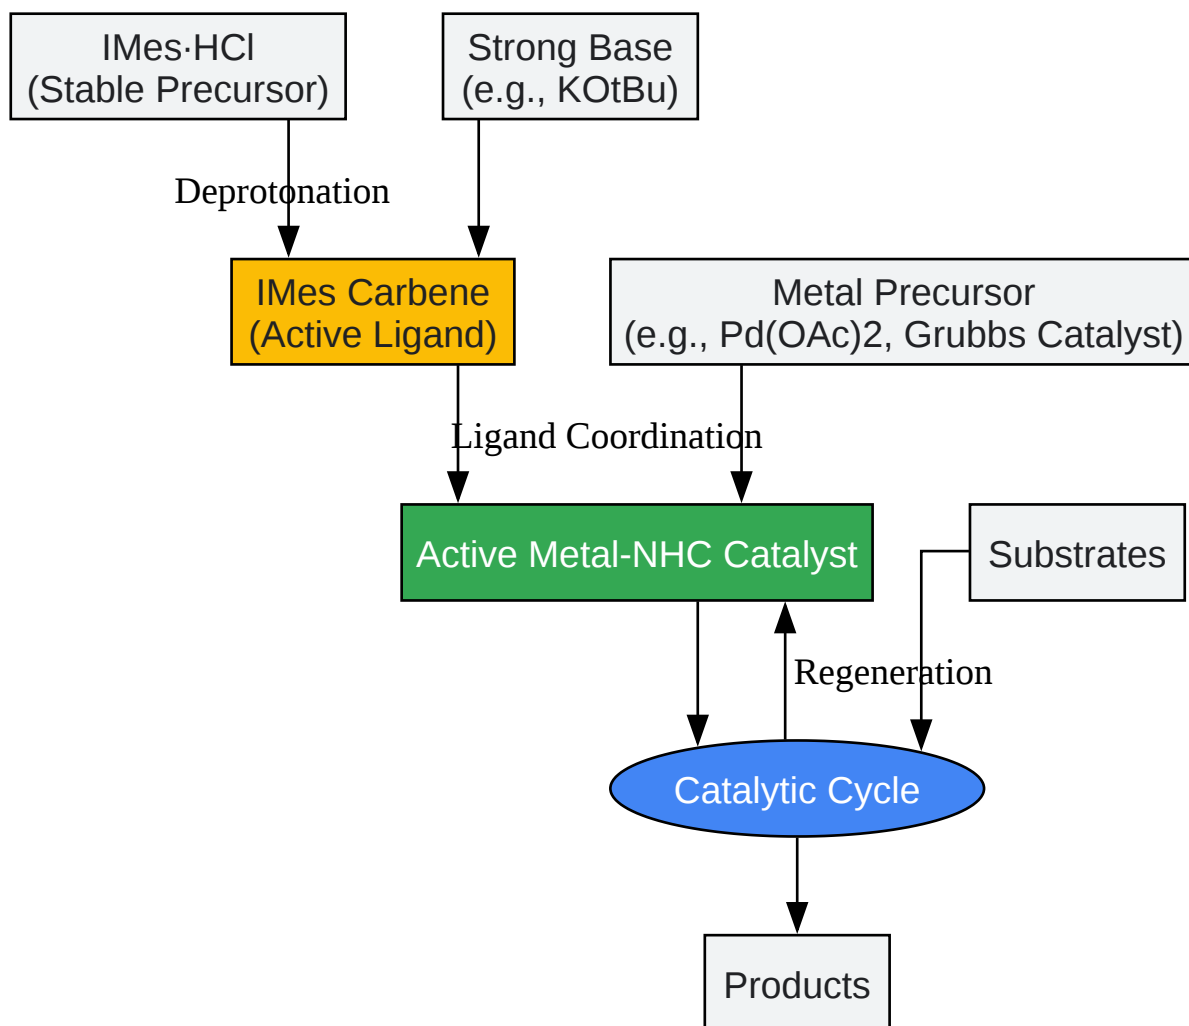 IMes·HCl
(Stable Precursor)
Strong Base
(e.g., KOtBu)
Deprotonation
IMes Carbene
(Active Ligand)
Metal Precursor
(e.g., Pd(OAc)2, Grubbs Catalyst)
Ligand Coordination
Active Metal-NHC Catalyst
Substrates
Regeneration
Catalytic Cycle
Products